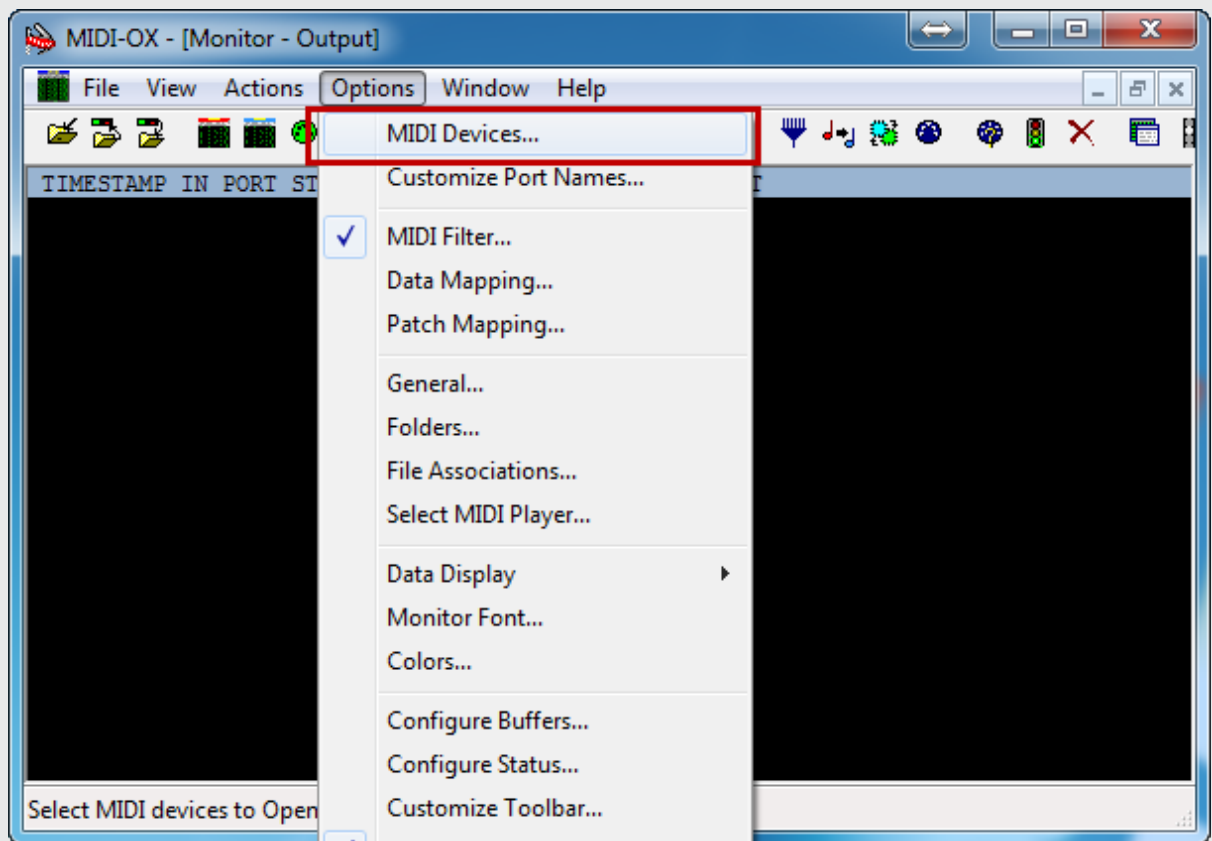 MIDI-OX - [Monitor - Output]
File View Actions Options Window Help
MIDI Devices...
TIMESTAMP IN PORT ST
Customize Port Names...
MIDI Filter...
Data Mapping...
Patch Mapping...
General...
Folders...
File Associations...
Select MIDI Player...
Data Display
Monitor Font...
Colors...
Configure Buffers...
Configure Status...
Customize Toolbar...
Select MIDI devices to Open